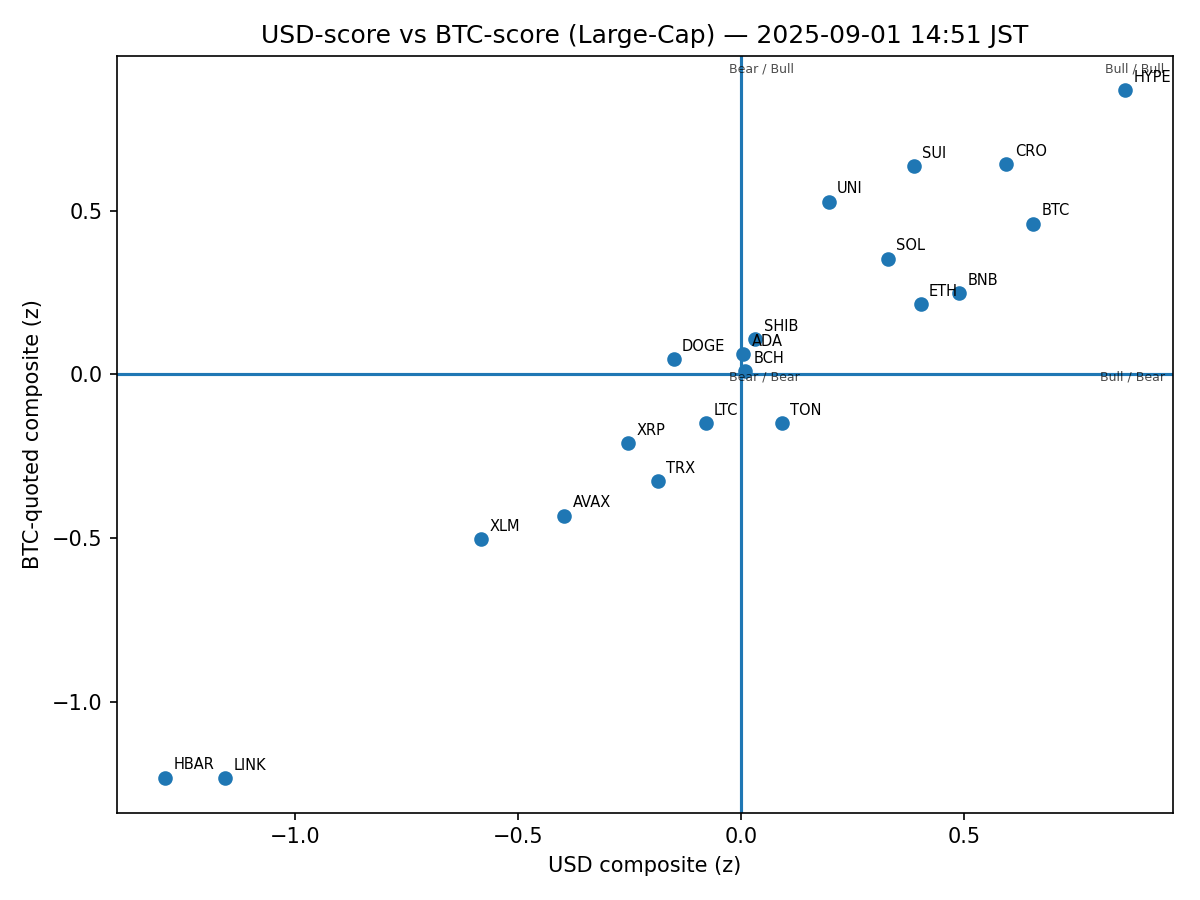 USD-score vs BTC-score (Large-Cap) — 2025-09-01 14:51 JST
Bear / Bull
Bull / Bull
HYPE
SUI
CRO
UNI
BTC
0.5
SOL
BNB
ETH
SHIB
ADA
DOGE
BCH
0.0
Bear / Bear
Bull / Bear
LTC
TON
XRP
TRX
AVAX
XLM
−0.5
−1.0
HBAR
LINK
−1.0
−0.5
0.0
0.5
USD composite (z)
BTC-quoted composite (z)